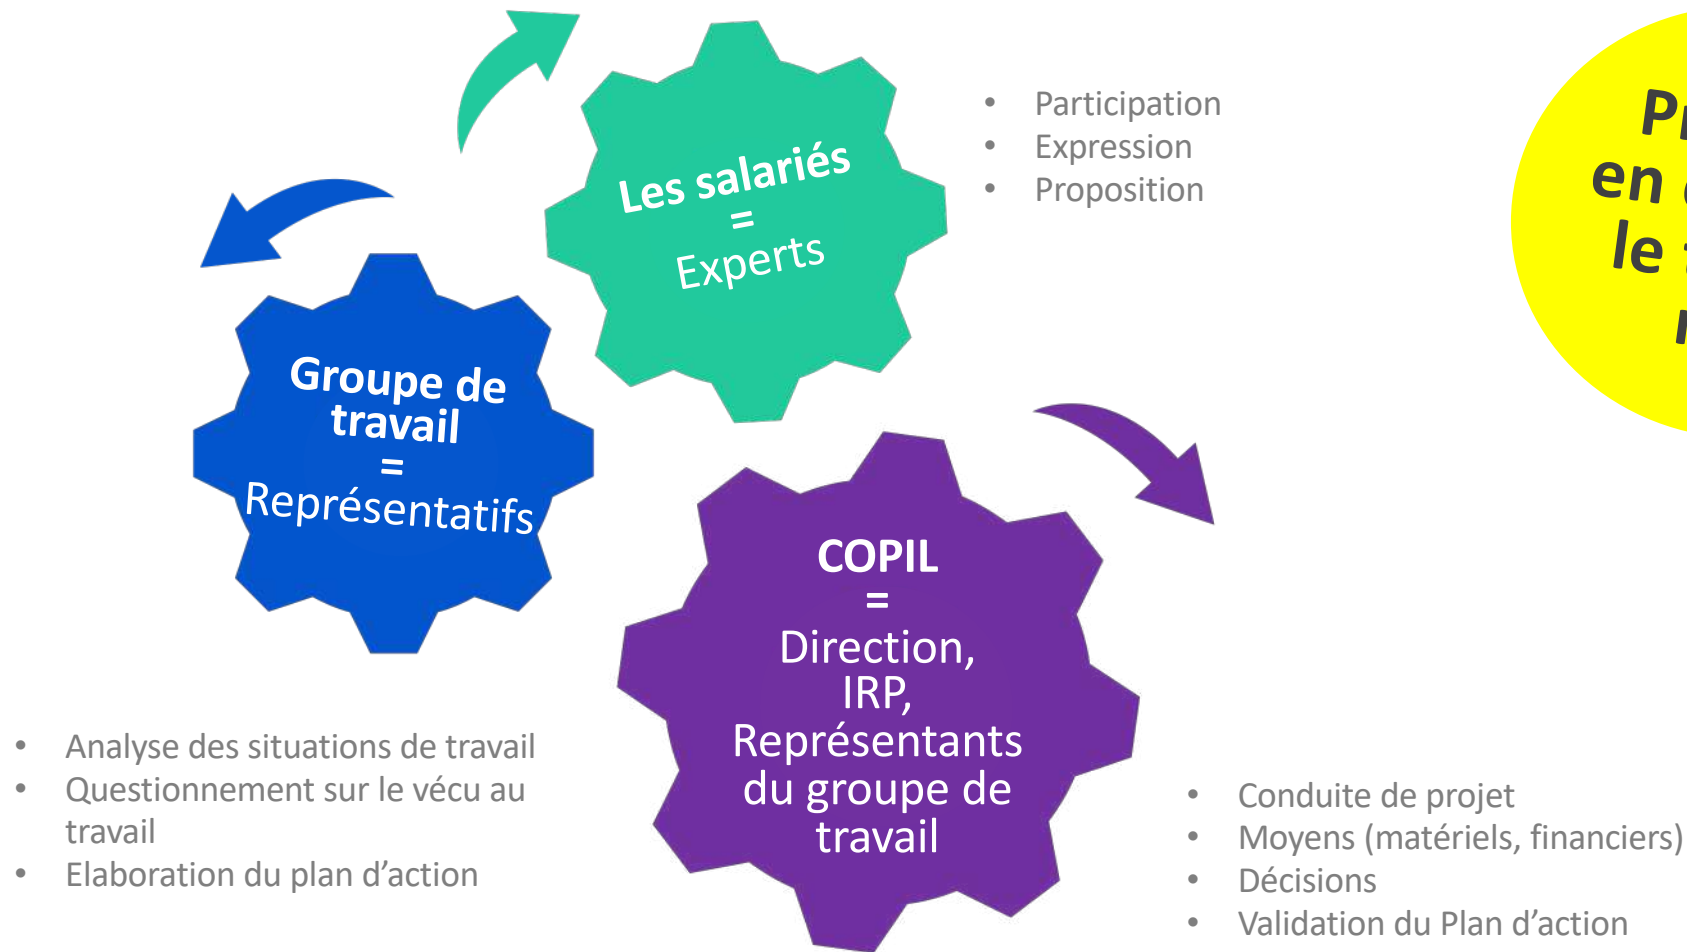 Les salariés
=
Experts
• Participation
• Expression
• Proposition
en
le
Groupe de
travail
=
Représentatifs
• Analyse des situations de travail
• Questionnement sur le vécu au
travail
• Elaboration du plan d’action
COPIL
=
Direction,
IRP,
Représentants
du groupe de
travail
• Conduite de projet
• Moyens (matériels, financiers)
• Décisions
• Validation du Plan d’action